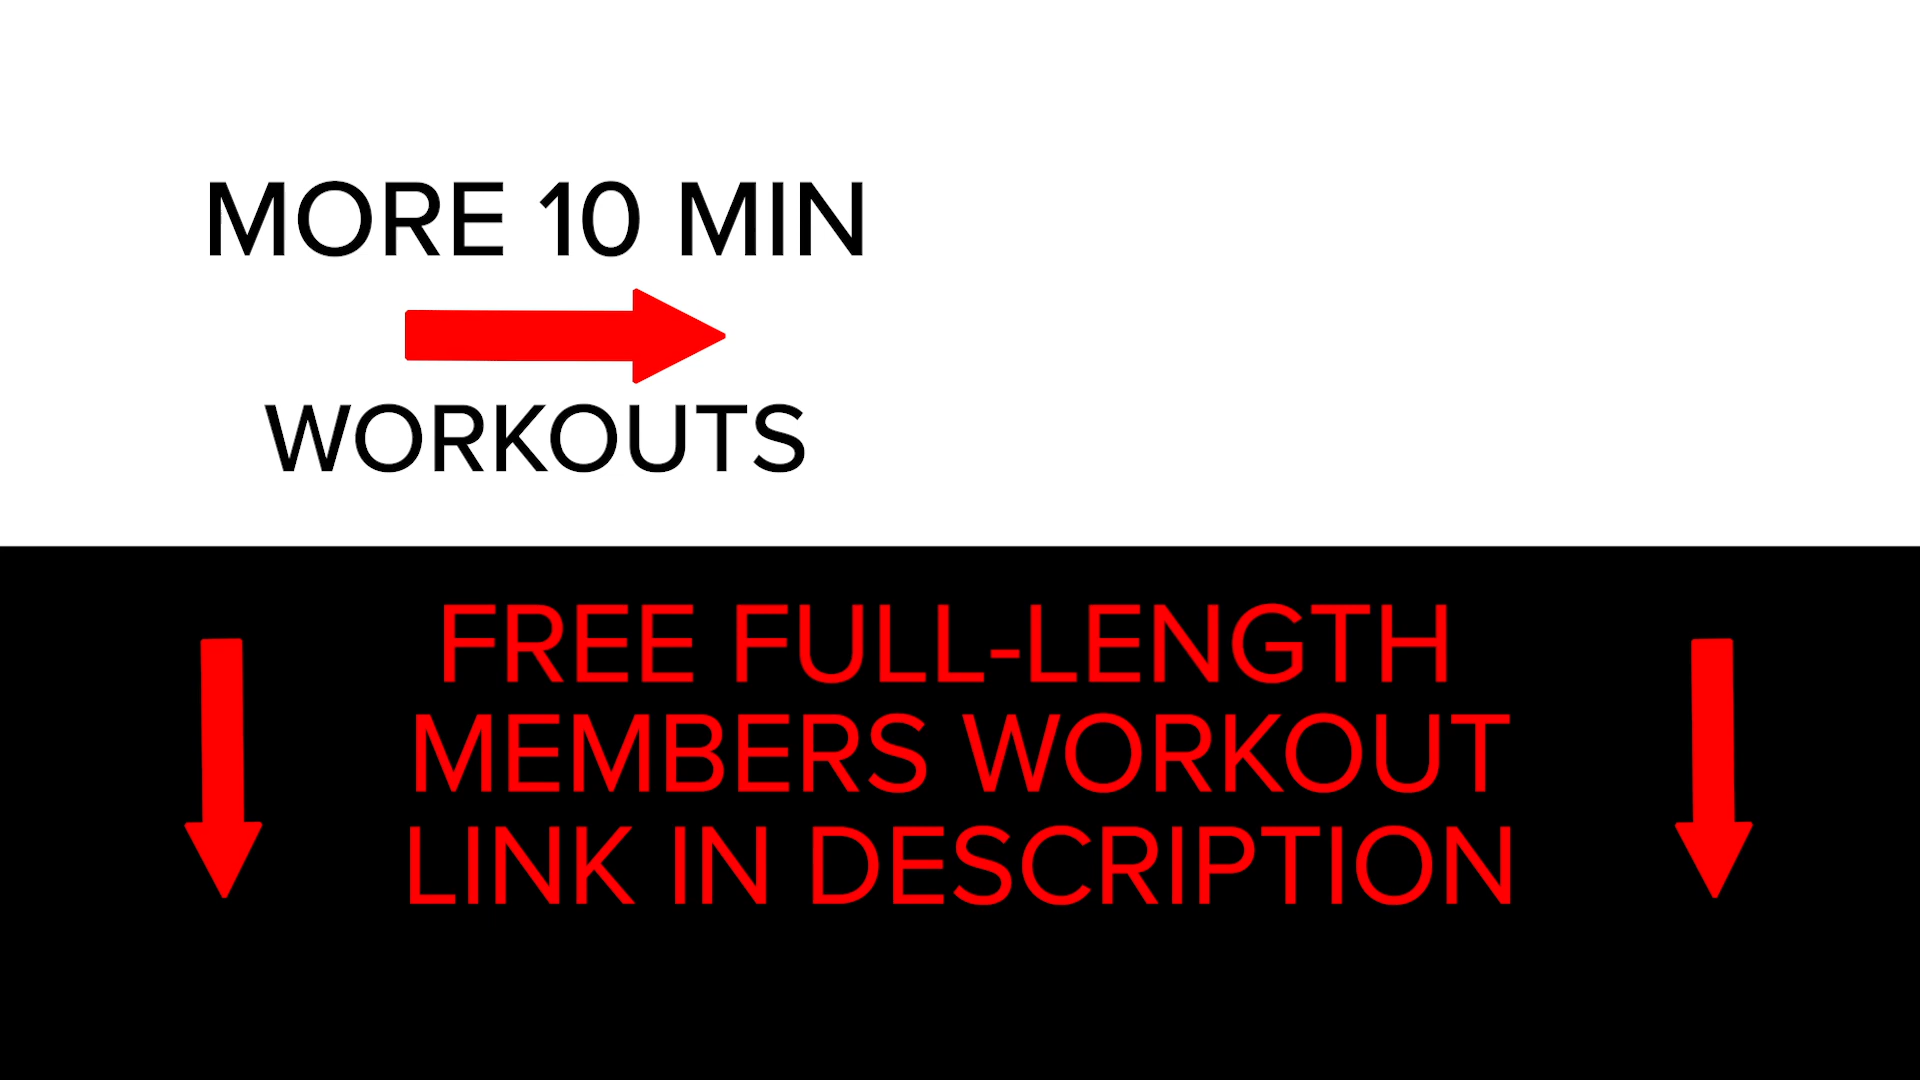 MORE 10 MIN
WORKOUTS
FREE FULL-LENGTH
MEMBERS WORKOUT
LINK IN DESCRIPTION